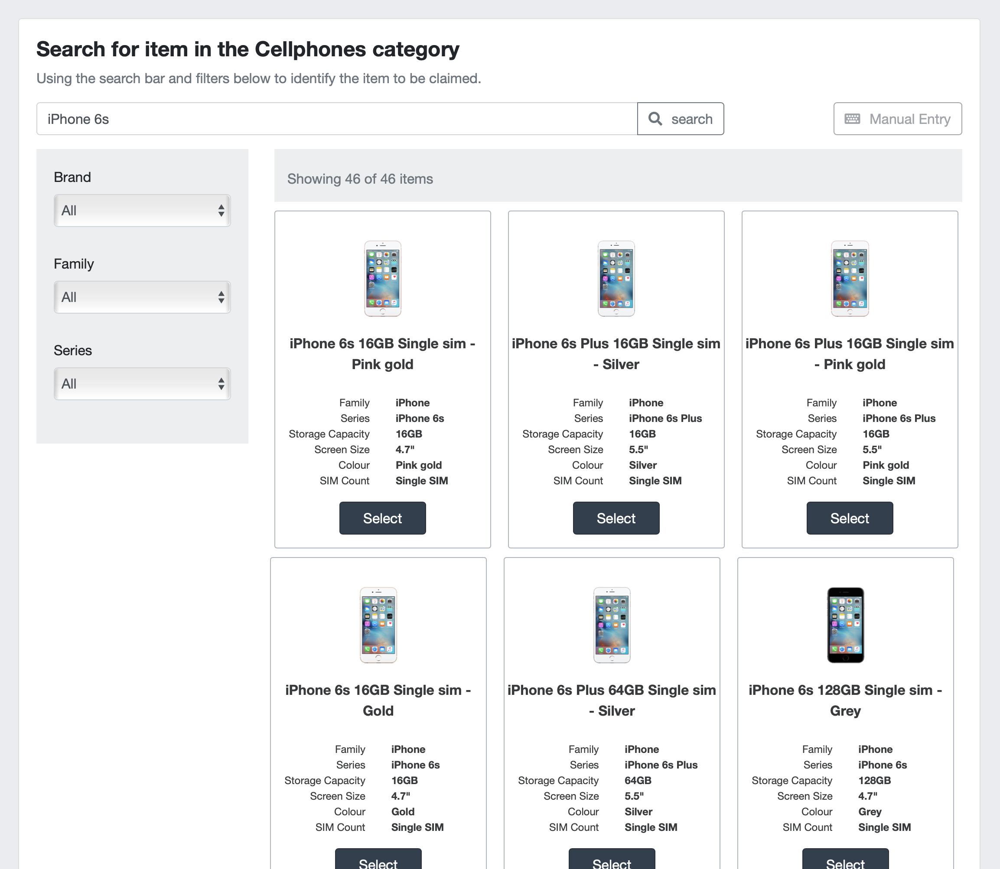 Search for item in the Cellphones category
Using the search bar and filters below to identify the item to be claimed.
iPhone 6s
search
Manual Entry
Brand
All
Family
All
Series
All
Showing 46 of 46 items
iPhone 6s 16GB Single sim -
Pink gold
Family iPhone
Series iPhone 6s
Storage Capacity 16GB
Screen Size 4.7"
Colour Pink gold
SIM Count Single SIM
Select
iPhone 6s Plus 16GB Single sim
- Silver
Family iPhone
Series iPhone 6s Plus
Storage Capacity 16GB
Screen Size 5.5"
Colour Silver
SIM Count Single SIM
Select
iPhone 6s Plus 16GB Single sim
- Pink gold
Family iPhone
Series iPhone 6s Plus
Storage Capacity 16GB
Screen Size 5.5"
Colour Pink gold
SIM Count Single SIM
Select
iPhone 6s 16GB Single sim -
Gold
Family iPhone
Series iPhone 6s
Storage Capacity 16GB
Screen Size 4.7"
Colour Gold
SIM Count Single SIM
Select
iPhone 6s Plus 64GB Single sim
- Silver
Family iPhone
Series iPhone 6s Plus
Storage Capacity 64GB
Screen Size 5.5"
Colour Silver
SIM Count Single SIM
Select
iPhone 6s 128GB Single sim -
Grey
Family iPhone
Series iPhone 6s
Storage Capacity 128GB
Screen Size 4.7"
Colour Grey
SIM Count Single SIM
Select